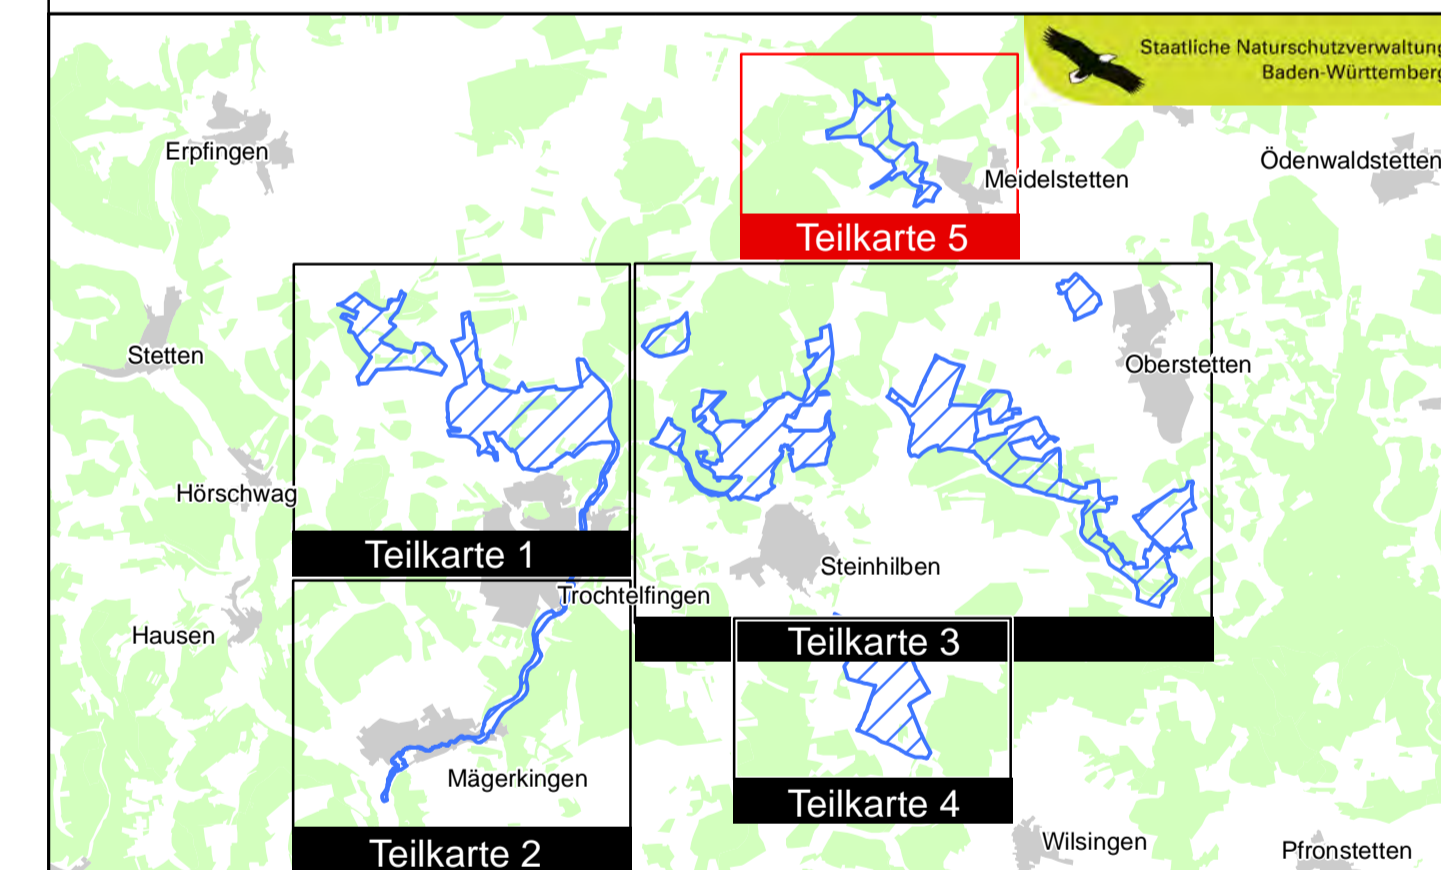 Staatliche Naturschutzverwaltung
Baden-Württemberg
Erpfingen
Ödenwaldstetten
Meidelstetten
Teilkarte 5
Stetten
Oberstetten
Hörschwag
Teilkarte 1
Steinhilben
Trochtelfingen
Hausen
Teilkarte 3
Mägerkingen
Teilkarte 4
Wilsingen
Pfronstetten
Teilkarte 2